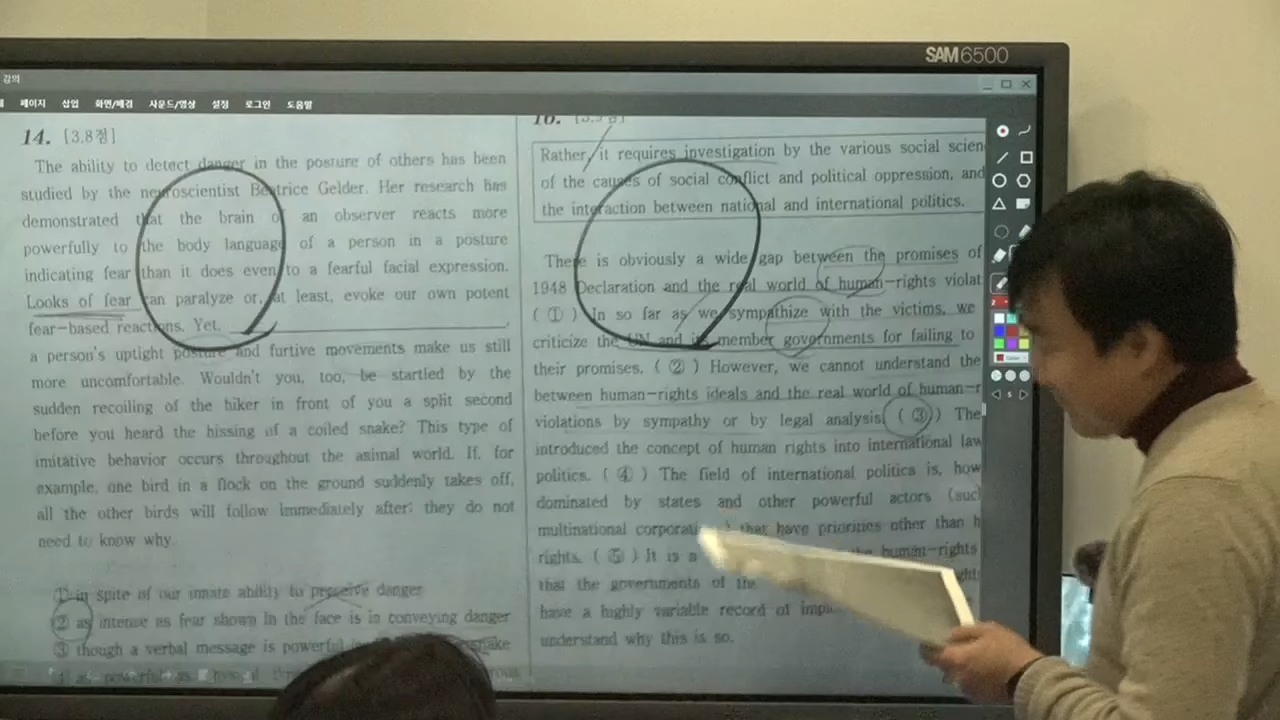 SAM6500
강의
페이지 삽입 화면/배경 사운드/영상 설정 로그인 도움말
14. [3.8점]
The ability to detect danger in the posture of others has been
studied by the neuroscientist Beatrice Gelder. Her research has
demonstrated that the brain of an observer reacts more
powerfully to the body language of a person in a posture
indicating fear than it does even to a fearful facial expression.
Looks of fear can paralyze or, at least, evoke our own potent
fear-based reactions. Yet,
a person's uptight posture and furtive movements make us still
more uncomfortable. Wouldn't you, too, be startled by the
sudden recoiling of the hiker in front of you a split second
before you heard the hissing of a coiled snake? This type of
imitative behavior occurs throughout the animal world. If, for
example, one bird in a flock on the ground suddenly takes off,
all the other birds will follow immediately after; they do not
need to know why.
① in spite of our innate ability to perceive danger
② as intense as fear shown in the face is in conveying danger
③ though a verbal message is powerful
④ as powerful as
16.
Rather, it requires investigation by the various social scien
of the causes of social conflict and political oppression, and
the interaction between national and international politics.
There is obviously a wide gap between the promises of
1948 Declaration and the real world of human-rights violat
( ① ) In so far as we sympathize with the victims, we
criticize the UN and its member governments for failing to
their promises. ( ② ) However, we cannot understand the
between human-rights ideals and the real world of human-r
violations by sympathy or by legal analysis. ( ③ ) The
introduced the concept of human rights into international law
politics. ( ④ ) The field of international politics is, how
dominated by states and other powerful actors (such
multinational that have priorities other than h
rights. ( ⑤ ) It is a human-rights
that the governments of the
have a highly variable record of
understand why this is so.
Color
5